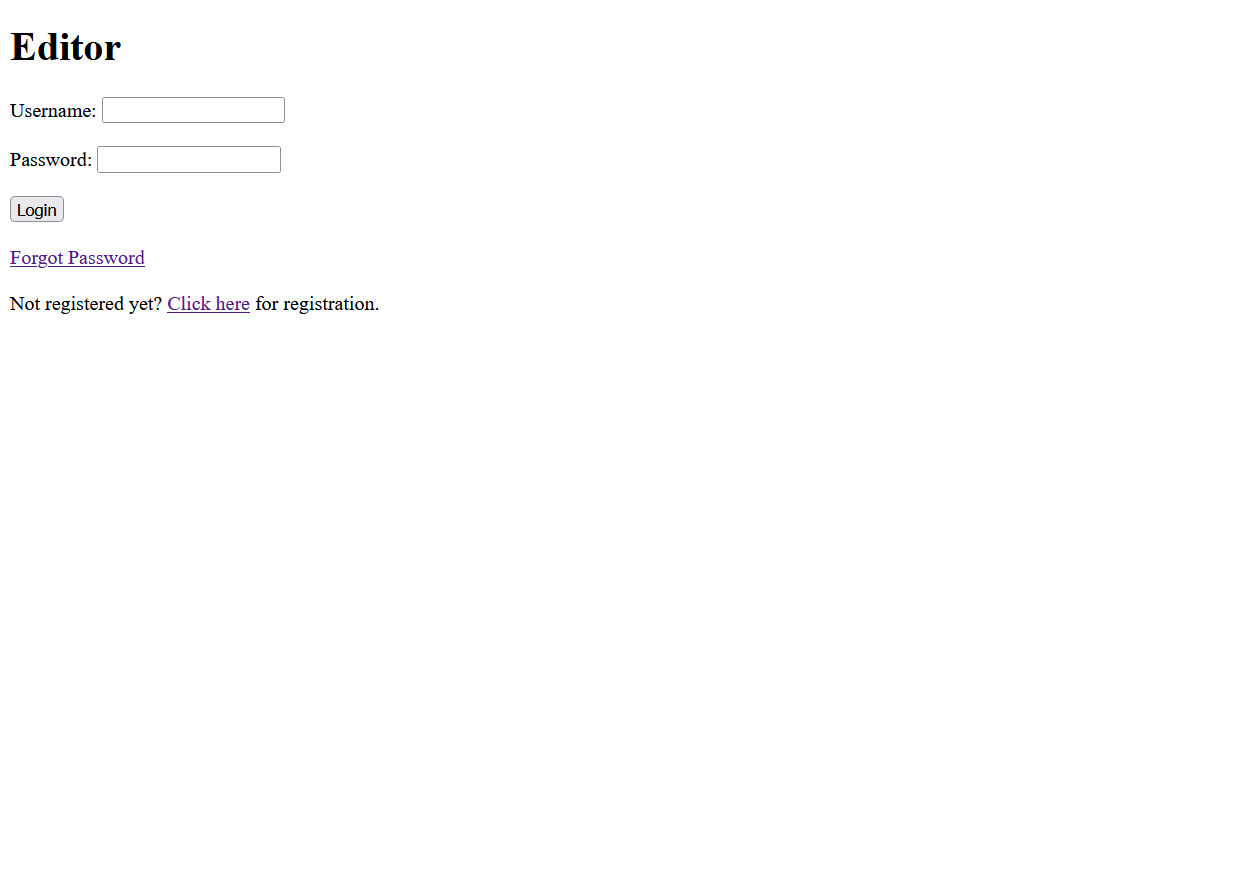 Editor
Username:
Password:
Login
Forgot Password
Not registered yet? Click here for registration.